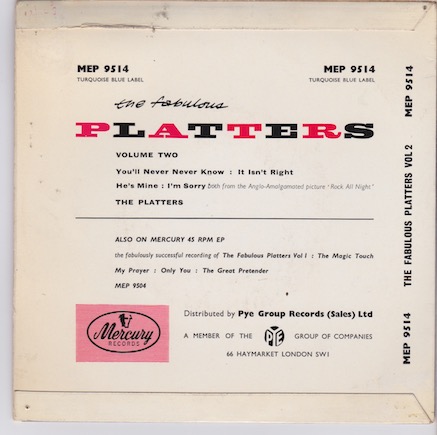 MEP 9514 MEP 9514
TURQUOISE BLUE LABEL TURQUOISE BLUE LABEL
the fabulous
PLATTERS
VOLUME TWO
You'll Never Never Know : It Isn't Right
He's Mine : I'm Sorry both from the Anglo-Amalgamated picture 'Rock All Night'
THE PLATTERS
ALSO ON MERCURY 45 RPM EP
the fabulously successful recording of The Fabulous Platters Vol I : The Magic Touch
My Prayer : Only You : The Great Pretender
MEP 9504
Mercury
RECORDS
Distributed by Pye Group Records (Sales) Ltd
A MEMBER OF THE PYE GROUP OF COMPANIES
66 HAYMARKET LONDON SW1
MEP 9514 THE FABULOUS PLATTERS VOL 2 MEP 9514